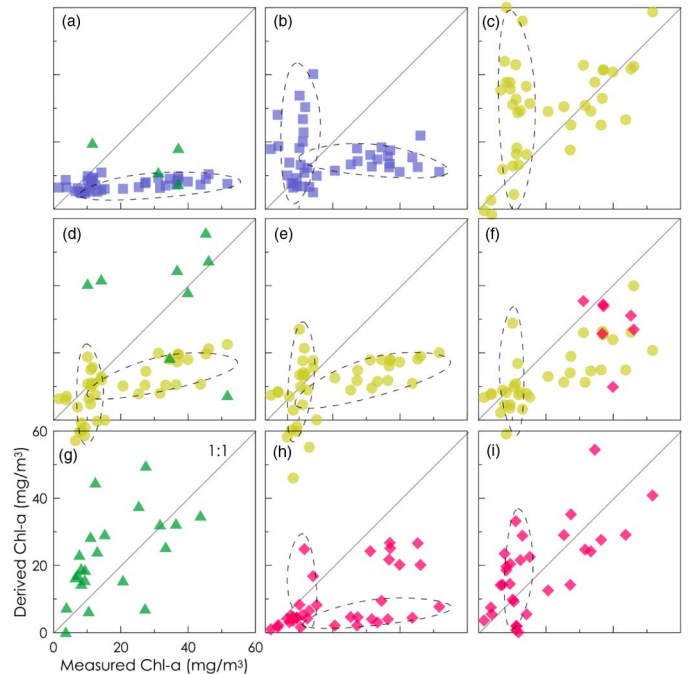 (a)
(b)
(c)
(d)
(e)
(f)
(g)
1:1
(h)
(i)
60
40
20
0
0
20
40
60
Derived Chl-a (mg/m³)
Measured Chl-a (mg/m³)